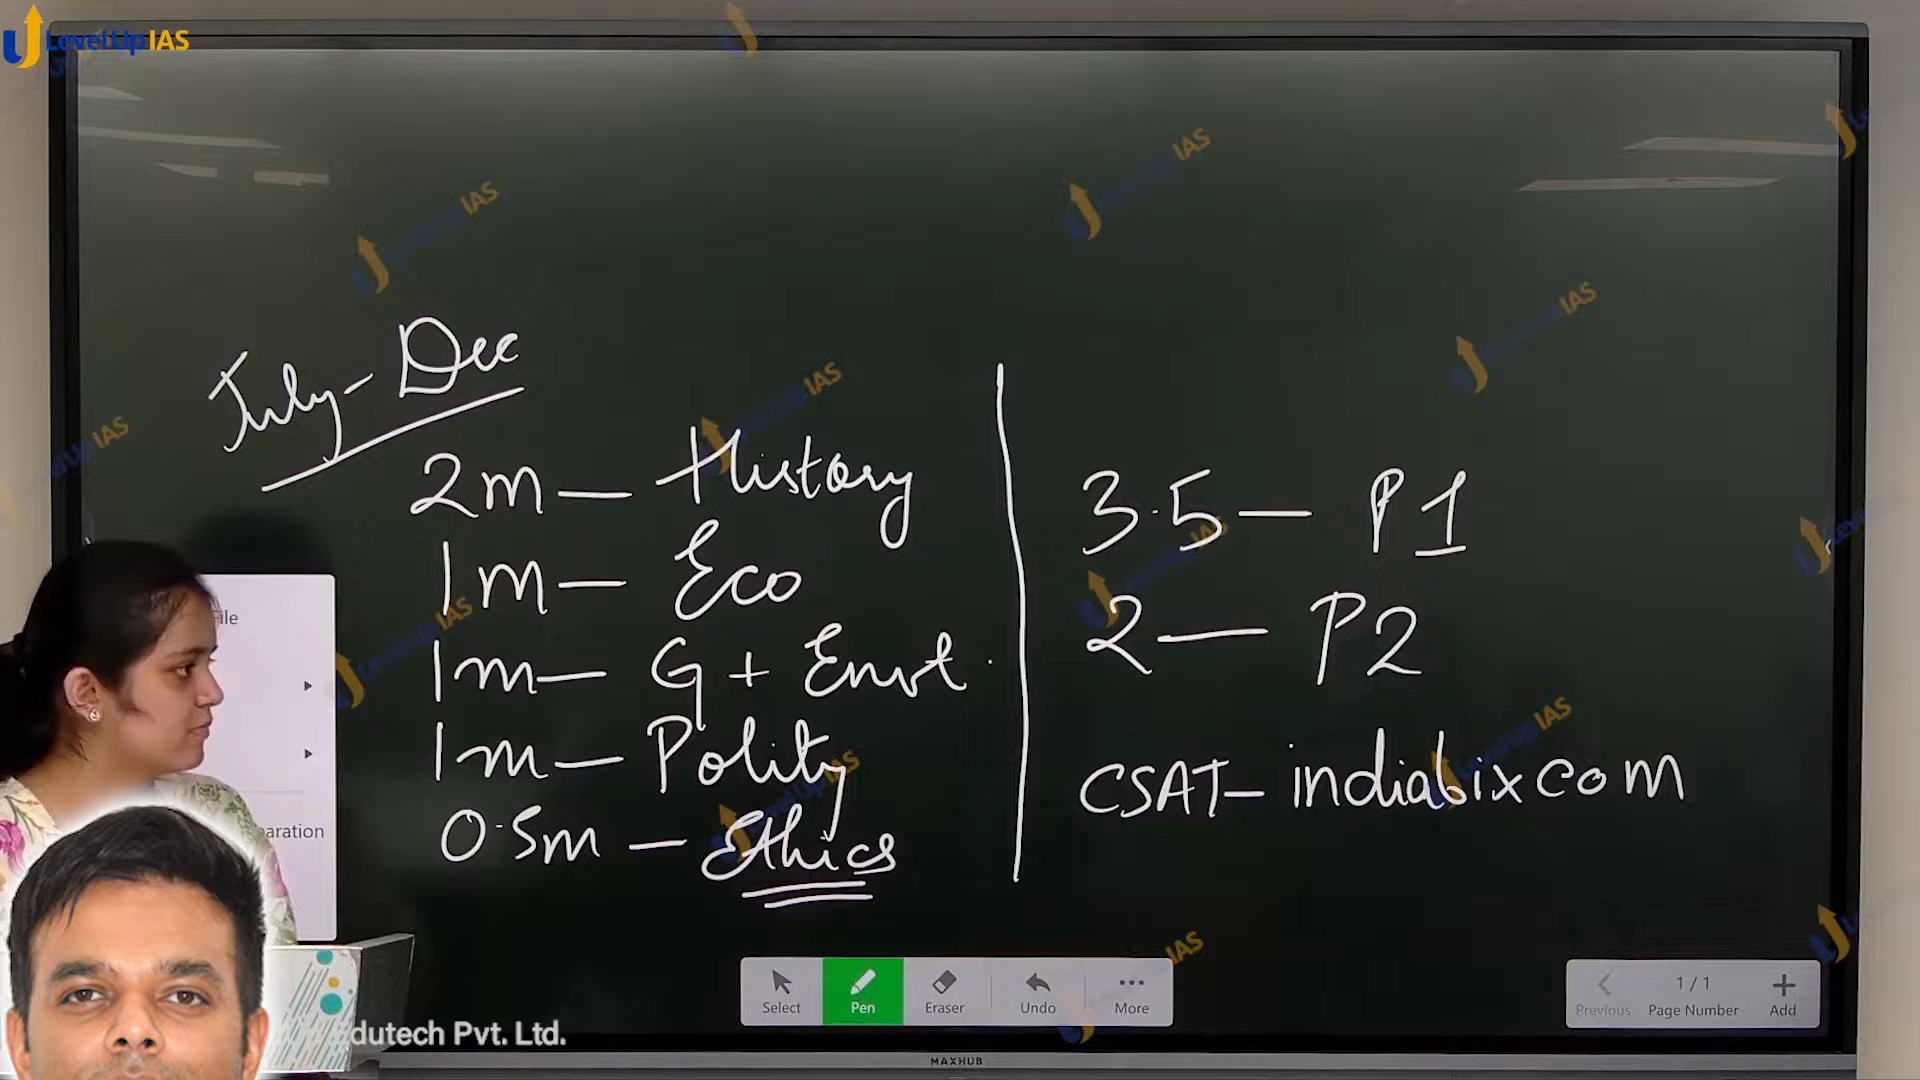 LevelUp IAS
July - Dec
2m — History
1m — Eco
1m — G + Envt.
1m — Polity
0.5m — Ethics
3.5 — P1
2 — P2
CSAT — indiabix com
File
aration
Select
Pen
Eraser
Undo
More
Previous
1 / 1
Page Number
Add
dutech Pvt. Ltd.
MAXHUB